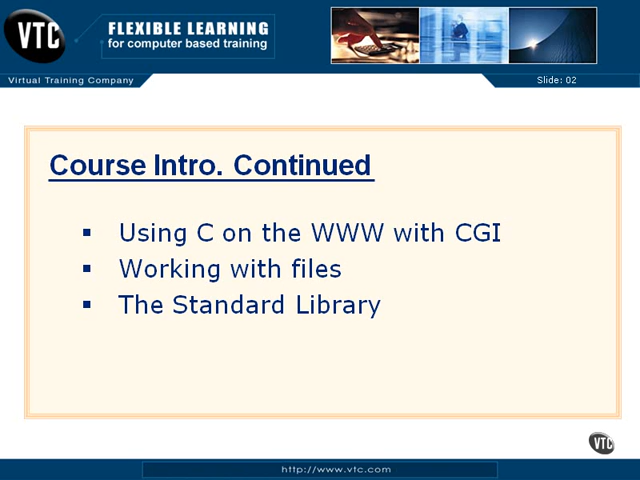 VTC
FLEXIBLE LEARNING
for computer based training
Virtual Training Company
Slide: 02
Course Intro. Continued
▪ Using C on the WWW with CGI
▪ Working with files
▪ The Standard Library
VTC
http://www.vtc.com